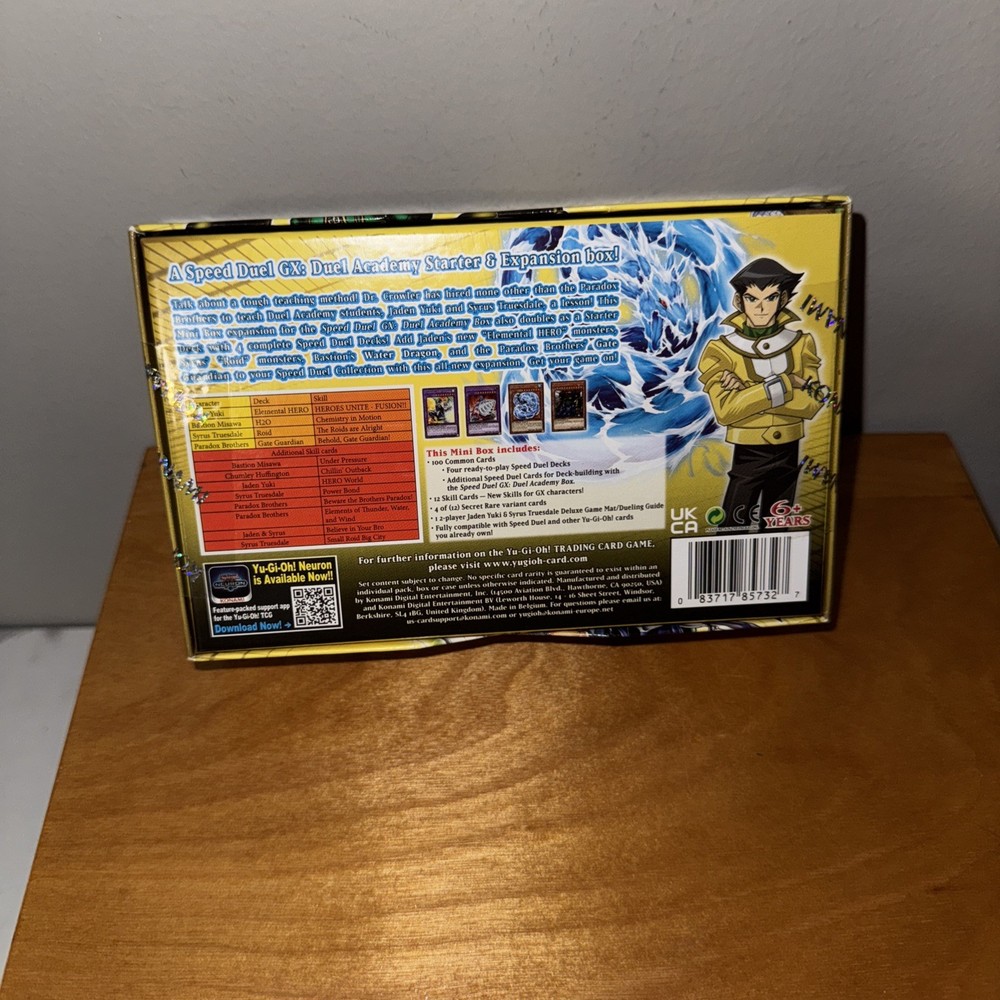 A Speed Duel GX: Duel Academy Starter & Expansion box!
Talk about a tough teaching method! Dr. Crowler has hired none other than the Paradox
Brothers to teach Duel Academy students, Jaden Yuki and Syrus Truesdale, a lesson! This
Mini Box expansion for the Speed Duel GX: Duel Academy Box also doubles as a Starter
Deck with 4 complete Speed Duel Decks! Add Jaden's new "Elemental HERO" monsters,
"Roid" monsters, Bastion's Water Dragon, and the Paradox Brothers' Gate
Guardian to your Speed Duel Collection with this all new expansion. Get your game on!
Deck Skill
Yuki Elemental HERO HEROES UNITE - FUSION!!
Bastion Misawa H2O Chemistry in Motion
Syrus Truesdale Roid The Roids are Alright
Paradox Brothers Gate Guardian Behold, Gate Guardian!
Additional Skill cards
Bastion Misawa Under Pressure
Chumley Huffington Chillin' Outback
Jaden Yuki HERO World
Syrus Truesdale Power Bond
Paradox Brothers Beware the Brothers Paradox!
Paradox Brothers Elements of Thunder, Water,
and Wind
Jaden & Syrus Believe in Your Bro
Syrus Truesdale Small Roid Big City
This Mini Box includes:
• 100 Common Cards
• Four ready-to-play Speed Duel Decks
• Additional Speed Duel Cards for Deck-building with
the Speed Duel GX: Duel Academy Box.
• 12 Skill Cards — New Skills for GX characters!
• 4 of (12) Secret Rare variant cards
• 1 2-player Jaden Yuki & Syrus Truesdale Deluxe Game Mat/Dueling Guide
• Fully compatible with Speed Duel and other Yu-Gi-Oh! cards
you already own!
UK
CA
CE
6+
YEARS
For further information on the Yu-Gi-Oh! TRADING CARD GAME,
please visit www.yugioh-card.com
Set content subject to change. No specific card rarity is guaranteed to exist within an
individual pack, box or case unless otherwise indicated. Manufactured and distributed
by Konami Digital Entertainment, Inc. (14500 Aviation Blvd., Hawthorne, CA 90250, USA)
and Konami Digital Entertainment BV (Leworth House, 14 - 16 Sheet Street, Windsor,
Berkshire, SL4 1BG, United Kingdom). Made in Belgium. For questions please email us at:
us-cardsupport@konami.com or yugioh@konami-europe.net
Yu-Gi-Oh! Neuron
is Available Now!!
NEURON
KONAMI
Feature-packed support app
for the Yu-Gi-Oh! TCG
Download Now! →
0 83717 85732 7